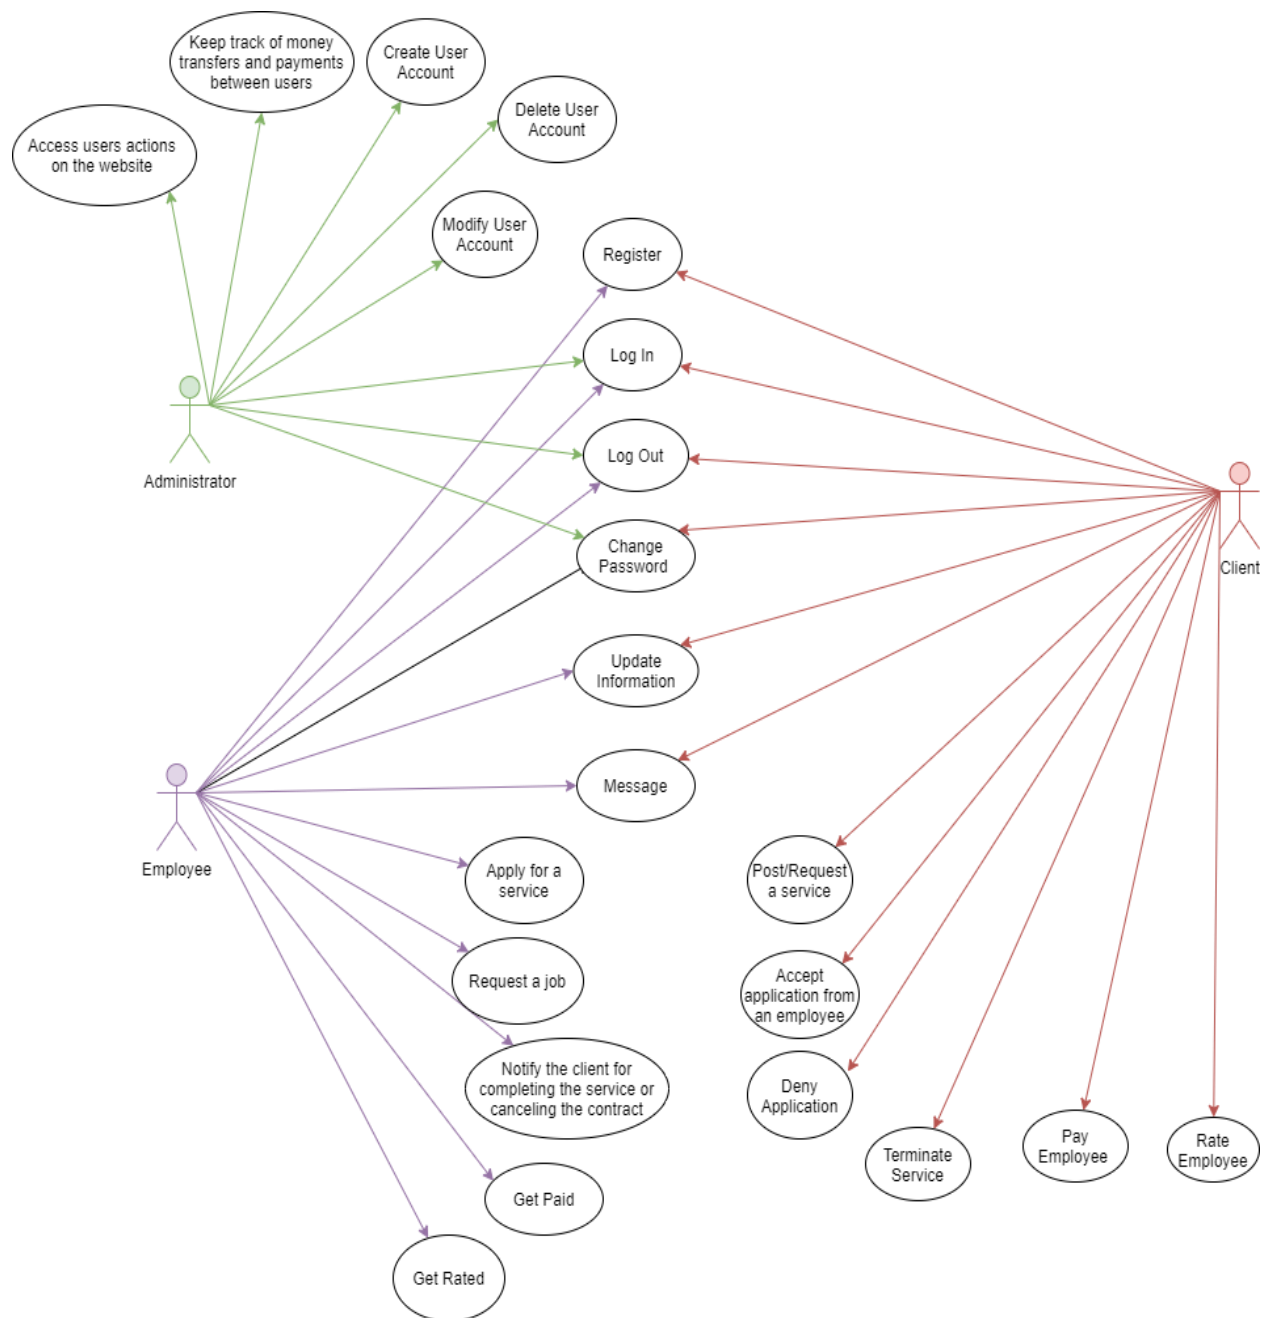 Keep track of money
transfers and payments
between users
Create User
Account
Delete User
Account
Access users actions
on the website
Modify User
Account
Register
Log In
Log Out
Administrator
Change
Password
Client
Update
Information
Message
Employee
Apply for a
service
Post/Request
a service
Request a job
Accept
application from
an employee
Notify the client for
completing the service or
canceling the contract
Deny
Application
Terminate
Service
Pay
Employee
Rate
Employee
Get Paid
Get Rated